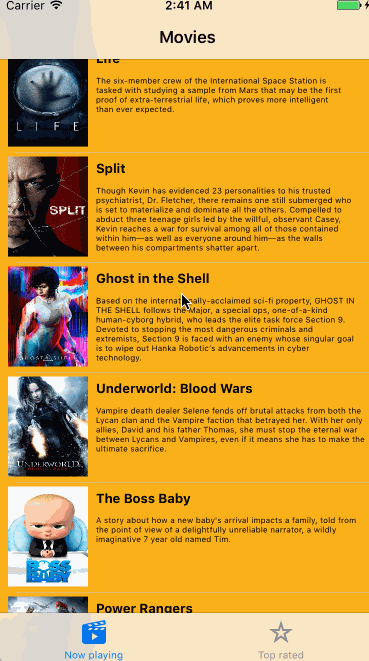 Carrier 2:41 AM
Movies
Life
The six-member crew of the International Space Station is
tasked with studying a sample from Mars that may be the first
proof of extra-terrestrial life, which proves more intelligent
than ever expected.
LIFE
Split
Though Kevin has evidenced 23 personalities to his trusted
psychiatrist, Dr. Fletcher, there remains one still submerged who
is set to materialize and dominate all the others. Compelled to
abduct three teenage girls led by the willful, observant Casey,
Kevin reaches a war for survival among all of those contained
within him—as well as everyone around him—as the walls
between his compartments shatter apart.
SPLIT
Ghost in the Shell
Based on the internationally-acclaimed sci-fi property, GHOST IN
THE SHELL follows the Major, a special ops, one-of-a-kind
human-cyborg hybrid, who leads the elite task force Section 9.
Devoted to stopping the most dangerous criminals and
extremists, Section 9 is faced with an enemy whose singular goal
is to wipe out Hanka Robotic's advancements in cyber
technology.
GHOST IN THE SHELL
Underworld: Blood Wars
Vampire death dealer Selene fends off brutal attacks from both the
Lycan clan and the Vampire faction that betrayed her. With her only
allies, David and his father Thomas, she must stop the eternal war
between Lycans and Vampires, even if it means she has to make the
ultimate sacrifice.
UNDERWORLD
The Boss Baby
A story about how a new baby's arrival impacts a family, told from
the point of view of a delightfully unreliable narrator, a wildly
imaginative 7 year old named Tim.
BOSS
BABY
Power Rangers
Now playing
Top rated